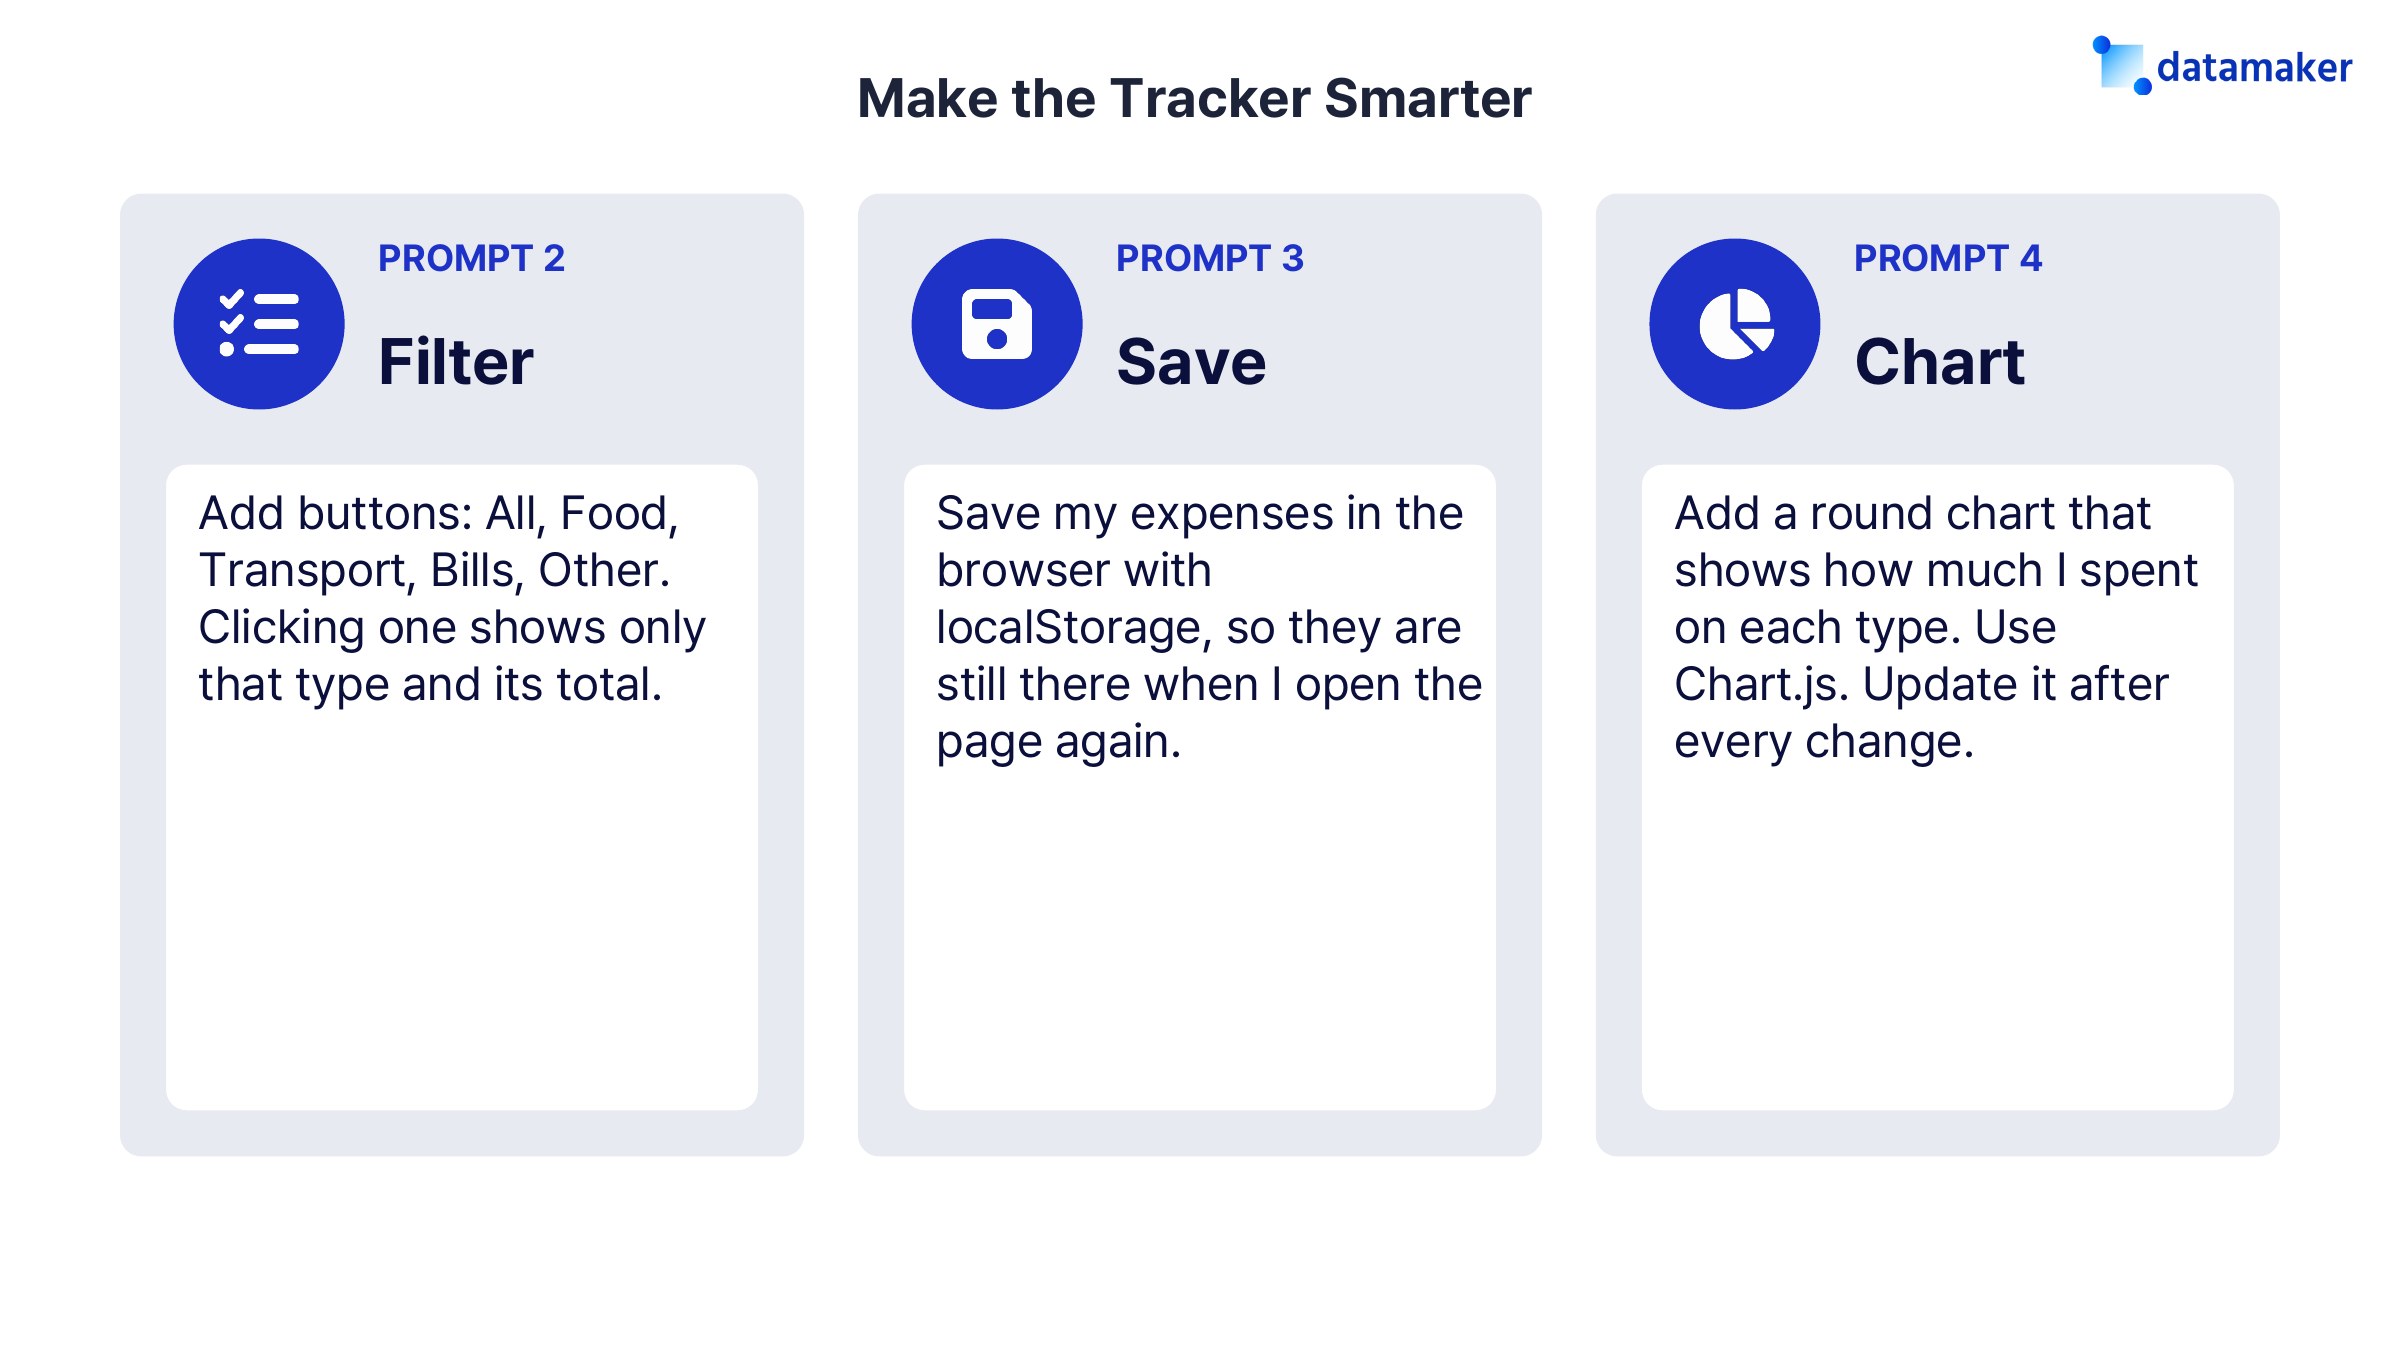 datamaker
Make the Tracker Smarter
PROMPT 2
Filter
Add buttons: All, Food,
Transport, Bills, Other.
Clicking one shows only
that type and its total.
PROMPT 3
Save
Save my expenses in the
browser with
localStorage, so they are
still there when I open the
page again.
PROMPT 4
Chart
Add a round chart that
shows how much I spent
on each type. Use
Chart.js. Update it after
every change.